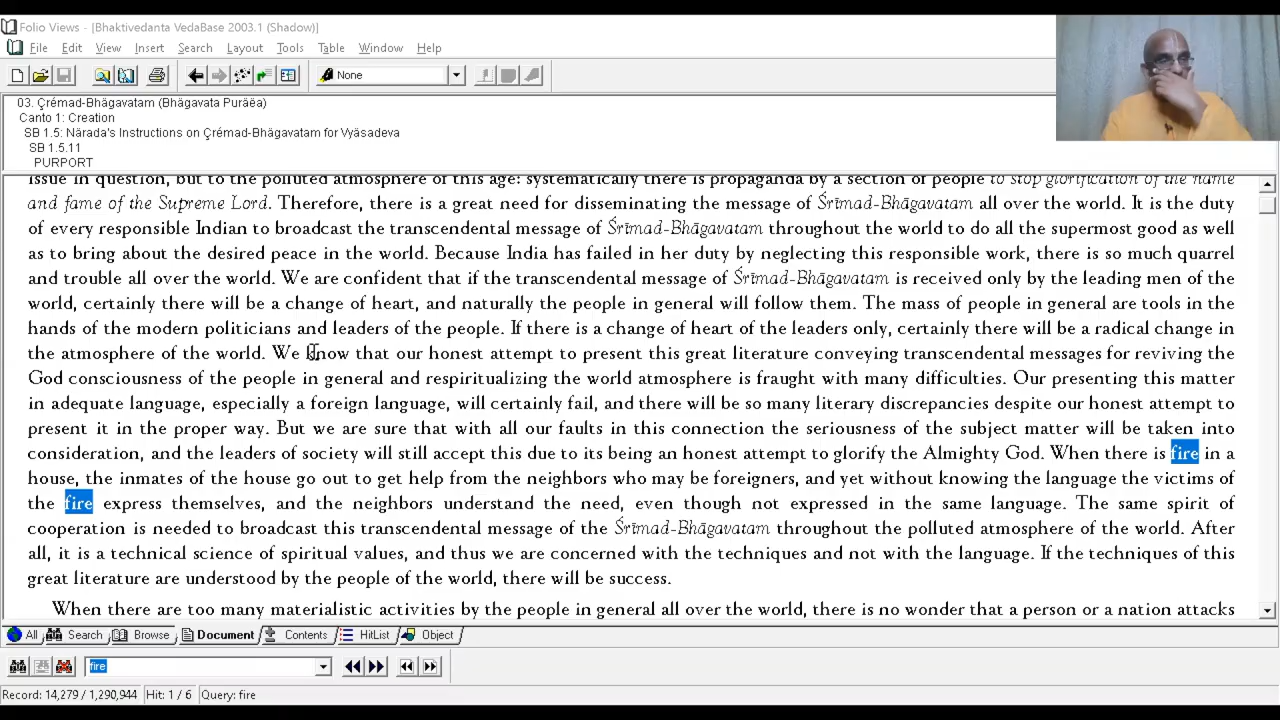 Folio Views - [Bhaktivedanta VedaBase 2003.1 (Shadow)]
File Edit View Insert Search Layout Tools Table Window Help
None
03. Çrémad-Bhägavatam (Bhägavata Puräëa)
Canto 1: Creation
SB 1.5: Närada's Instructions on Çrémad-Bhägavatam for Vyäsadeva
SB 1.5.11
PURPORT
issue in question, but to the polluted atmosphere of this age: systematically there is propaganda by a section of people to stop glorification of the name
and fame of the Supreme Lord. Therefore, there is a great need for disseminating the message of Śrīmad-Bhāgavatam all over the world. It is the duty
of every responsible Indian to broadcast the transcendental message of Śrīmad-Bhāgavatam throughout the world to do all the supermost good as well
as to bring about the desired peace in the world. Because India has failed in her duty by neglecting this responsible work, there is so much quarrel
and trouble all over the world. We are confident that if the transcendental message of Śrīmad-Bhāgavatam is received only by the leading men of the
world, certainly there will be a change of heart, and naturally the people in general will follow them. The mass of people in general are tools in the
hands of the modern politicians and leaders of the people. If there is a change of heart of the leaders only, certainly there will be a radical change in
the atmosphere of the world. We know that our honest attempt to present this great literature conveying transcendental messages for reviving the
God consciousness of the people in general and respiritualizing the world atmosphere is fraught with many difficulties. Our presenting this matter
in adequate language, especially a foreign language, will certainly fail, and there will be so many literary discrepancies despite our honest attempt to
present it in the proper way. But we are sure that with all our faults in this connection the seriousness of the subject matter will be taken into
consideration, and the leaders of society will still accept this due to its being an honest attempt to glorify the Almighty God. When there is fire in a
house, the inmates of the house go out to get help from the neighbors who may be foreigners, and yet without knowing the language the victims of
the fire express themselves, and the neighbors understand the need, even though not expressed in the same language. The same spirit of
cooperation is needed to broadcast this transcendental message of the Śrīmad-Bhāgavatam throughout the polluted atmosphere of the world. After
all, it is a technical science of spiritual values, and thus we are concerned with the techniques and not with the language. If the techniques of this
great literature are understood by the people of the world, there will be success.
When there are too many materialistic activities by the people in general all over the world, there is no wonder that a person or a nation attacks
All Search Browse Document Contents HitList Object
fire
Record: 14,279 / 1,290,944 Hit: 1 / 6 Query: fire